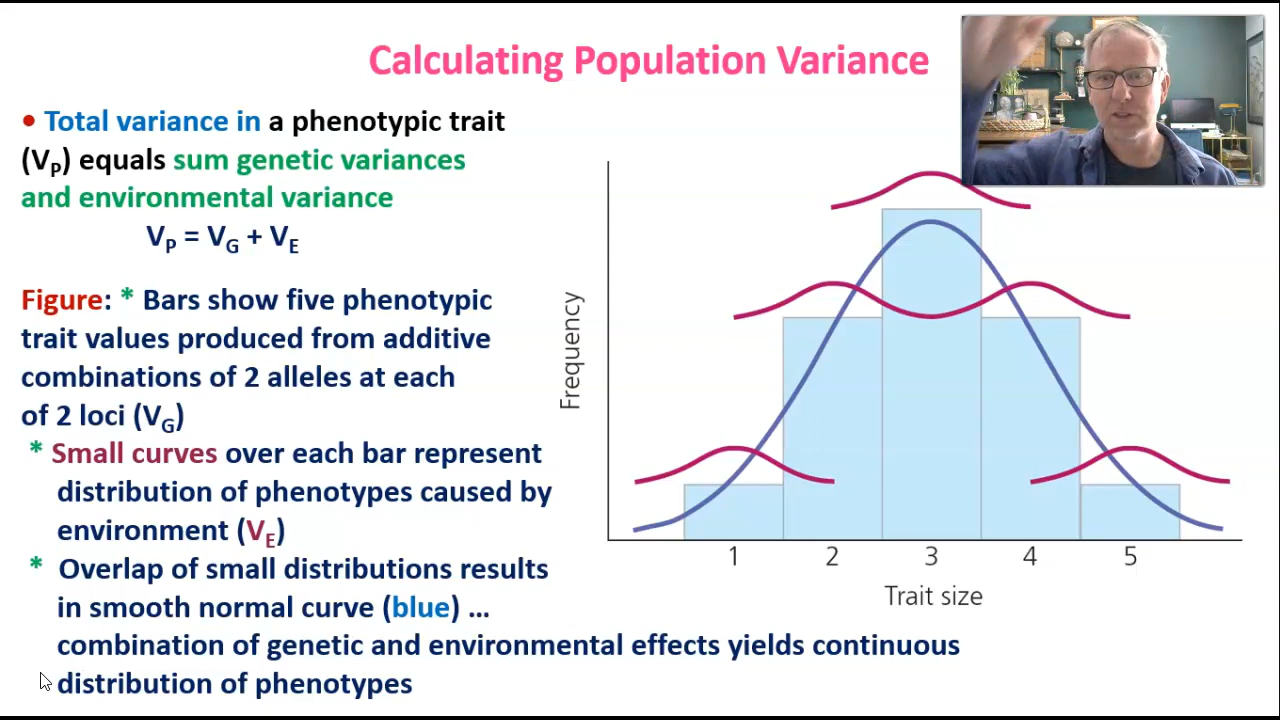 Calculating Population Variance
• Total variance in a phenotypic trait
(VP) equals sum genetic variances
and environmental variance
VP = VG + VE
Figure: * Bars show five phenotypic
trait values produced from additive
combinations of 2 alleles at each
of 2 loci (VG)
* Small curves over each bar represent
distribution of phenotypes caused by
environment (VE)
* Overlap of small distributions results
in smooth normal curve (blue) ...
combination of genetic and environmental effects yields continuous
distribution of phenotypes
Frequency
1 2 3 4 5
Trait size